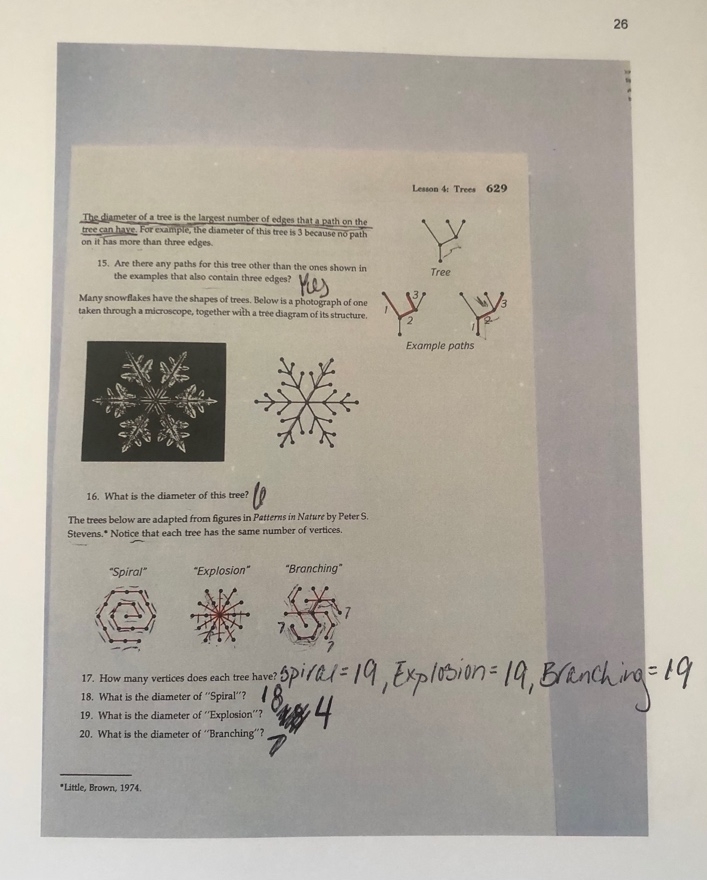 26
Lesson 4: Trees 629
The diameter of a tree is the largest number of edges that a path on the
tree can have. For example, the diameter of this tree is 3 because no path
on it has more than three edges.
Tree
15. Are there any paths for this tree other than the ones shown in
the examples that also contain three edges? Yes
Many snowflakes have the shapes of trees. Below is a photograph of one
taken through a microscope, together with a tree diagram of its structure.
1 2 3
1 2 3
Example paths
16. What is the diameter of this tree? 6
The trees below are adapted from figures in Patterns in Nature by Peter S.
Stevens.* Notice that each tree has the same number of vertices.
"Spiral" "Explosion" "Branching"
7 7 7
17. How many vertices does each tree have? Spiral=19, Explosion=19, Branching=19
18. What is the diameter of "Spiral"? 18
19. What is the diameter of "Explosion"? 4
20. What is the diameter of "Branching"? 7
*Little, Brown, 1974.